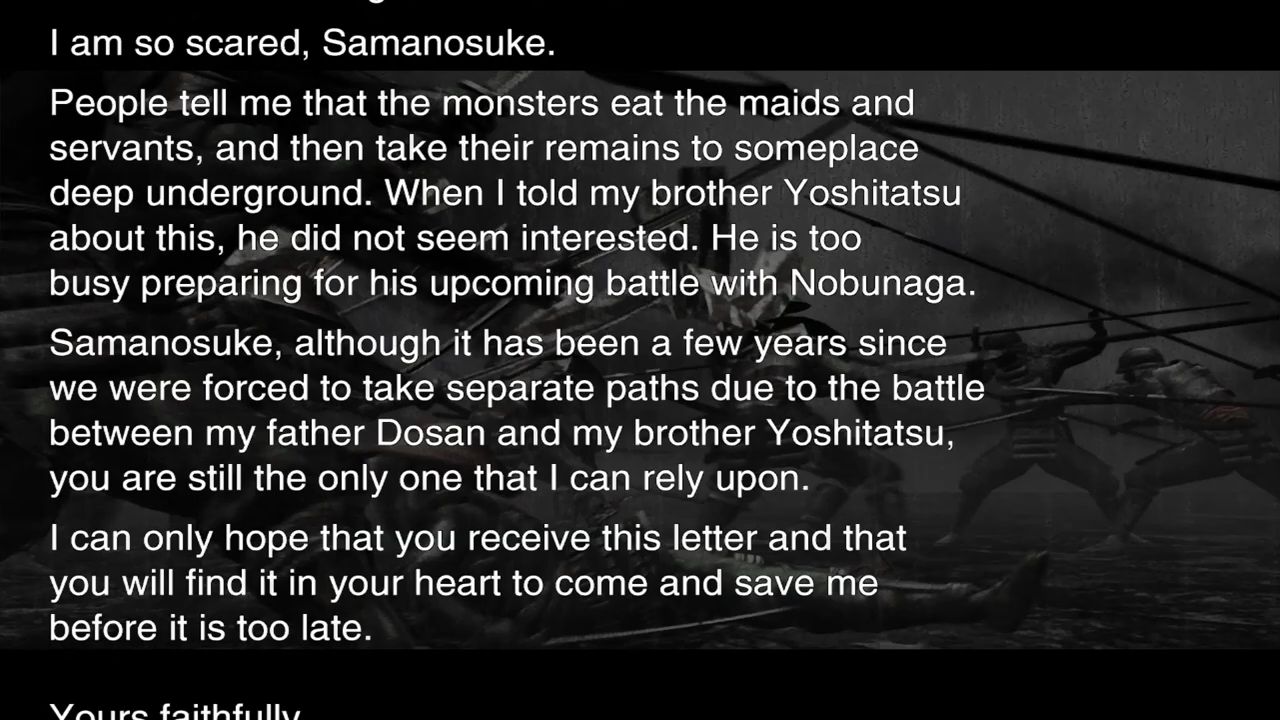 I am so scared, Samanosuke.
People tell me that the monsters eat the maids and
servants, and then take their remains to someplace
deep underground. When I told my brother Yoshitatsu
about this, he did not seem interested. He is too
busy preparing for his upcoming battle with Nobunaga.
Samanosuke, although it has been a few years since
we were forced to take separate paths due to the battle
between my father Dosan and my brother Yoshitatsu,
you are still the only one that I can rely upon.
I can only hope that you receive this letter and that
you will find it in your heart to come and save me
before it is too late.
Yours faithfully